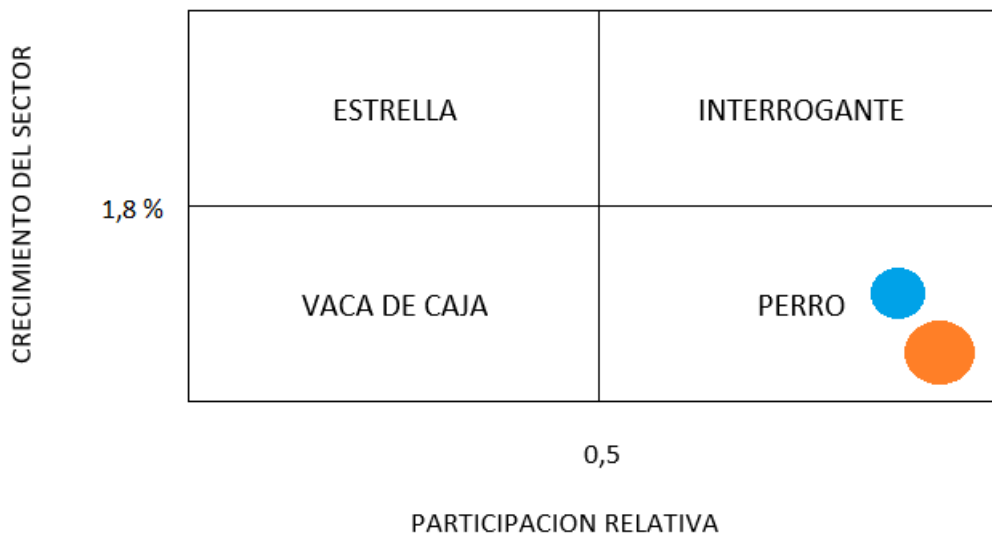 CRECIMIENTO DEL SECTOR
ESTRELLA
INTERROGANTE
1,8 %
VACA DE CAJA
PERRO
0,5
PARTICIPACION RELATIVA